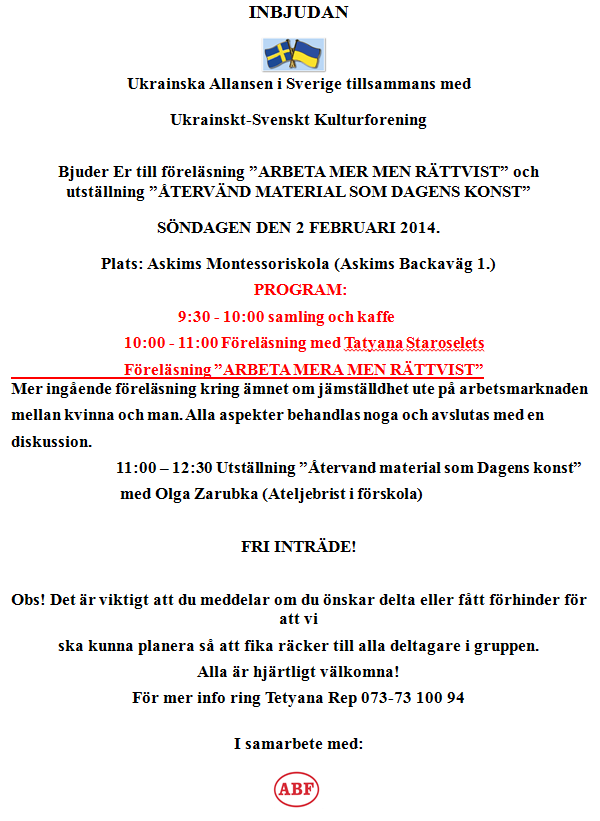 INBJUDAN
Ukrainska Allansen i Sverige tillsammans med
Ukrainskt-Svenskt Kulturforening
Bjuder Er till föreläsning ”ARBETA MER MEN RÄTTVIST” och
utställning ”ÅTERVÄND MATERIAL SOM DAGENS KONST”
SÖNDAGEN DEN 2 FEBRUARI 2014.
Plats: Askims Montessoriskola (Askims Backaväg 1.)
PROGRAM:
9:30 - 10:00 samling och kaffe
10:00 - 11:00 Föreläsning med Tatyana Staroselets
Föreläsning ”ARBETA MERA MEN RÄTTVIST”
Mer ingående föreläsning kring ämnet om jämställdhet ute på arbetsmarknaden
mellan kvinna och man. Alla aspekter behandlas noga och avslutas med en
diskussion.
11:00 – 12:30 Utställning ”Återvand material som Dagens konst”
med Olga Zarubka (Ateljebrist i förskola)
FRI INTRÄDE!
Obs! Det är viktigt att du meddelar om du önskar delta eller fått förhinder för
att vi
ska kunna planera så att fika räcker till alla deltagare i gruppen.
Alla är hjärtligt välkomna!
För mer info ring Tetyana Rep 073-73 100 94
I samarbete med:
ABF